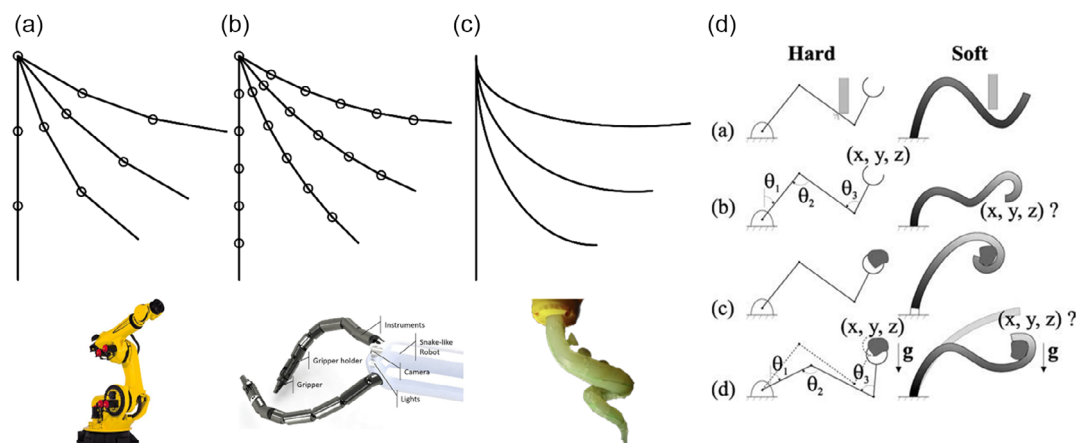 (a)
(b)
(c)
(d)
Hard
Soft
(a)
(x, y, z)
θ1
θ2
θ3
(b)
(x, y, z) ?
(c)
(x, y, z)
(x, y, z) ?
g
g
θ1
θ2
θ3
(d)
Instruments
Snake-like
Robot
Gripper holder
Camera
Gripper
Lights